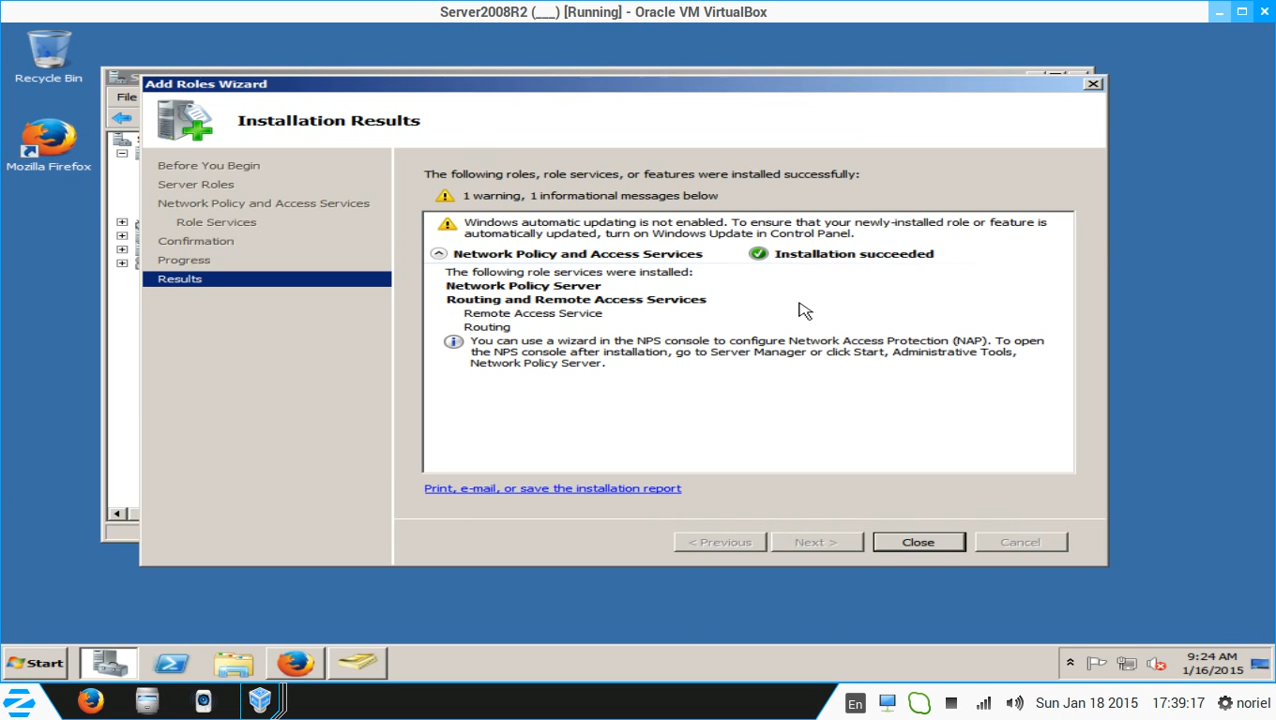 Server2008R2 (___) [Running] - Oracle VM VirtualBox
Recycle Bin
Mozilla Firefox
File
Add Roles Wizard
Installation Results
Before You Begin
Server Roles
Network Policy and Access Services
Role Services
Confirmation
Progress
Results
The following roles, role services, or features were installed successfully:
1 warning, 1 informational messages below
Windows automatic updating is not enabled. To ensure that your newly-installed role or feature is
automatically updated, turn on Windows Update in Control Panel.
Network Policy and Access Services Installation succeeded
The following role services were installed:
Network Policy Server
Routing and Remote Access Services
Remote Access Service
Routing
You can use a wizard in the NPS console to configure Network Access Protection (NAP). To open
the NPS console after installation, go to Server Manager or click Start, Administrative Tools,
Network Policy Server.
Print, e-mail, or save the installation report
< Previous Next > Close Cancel
Start
9:24 AM
1/16/2015
En Sun Jan 18 2015 17:39:17 noriel